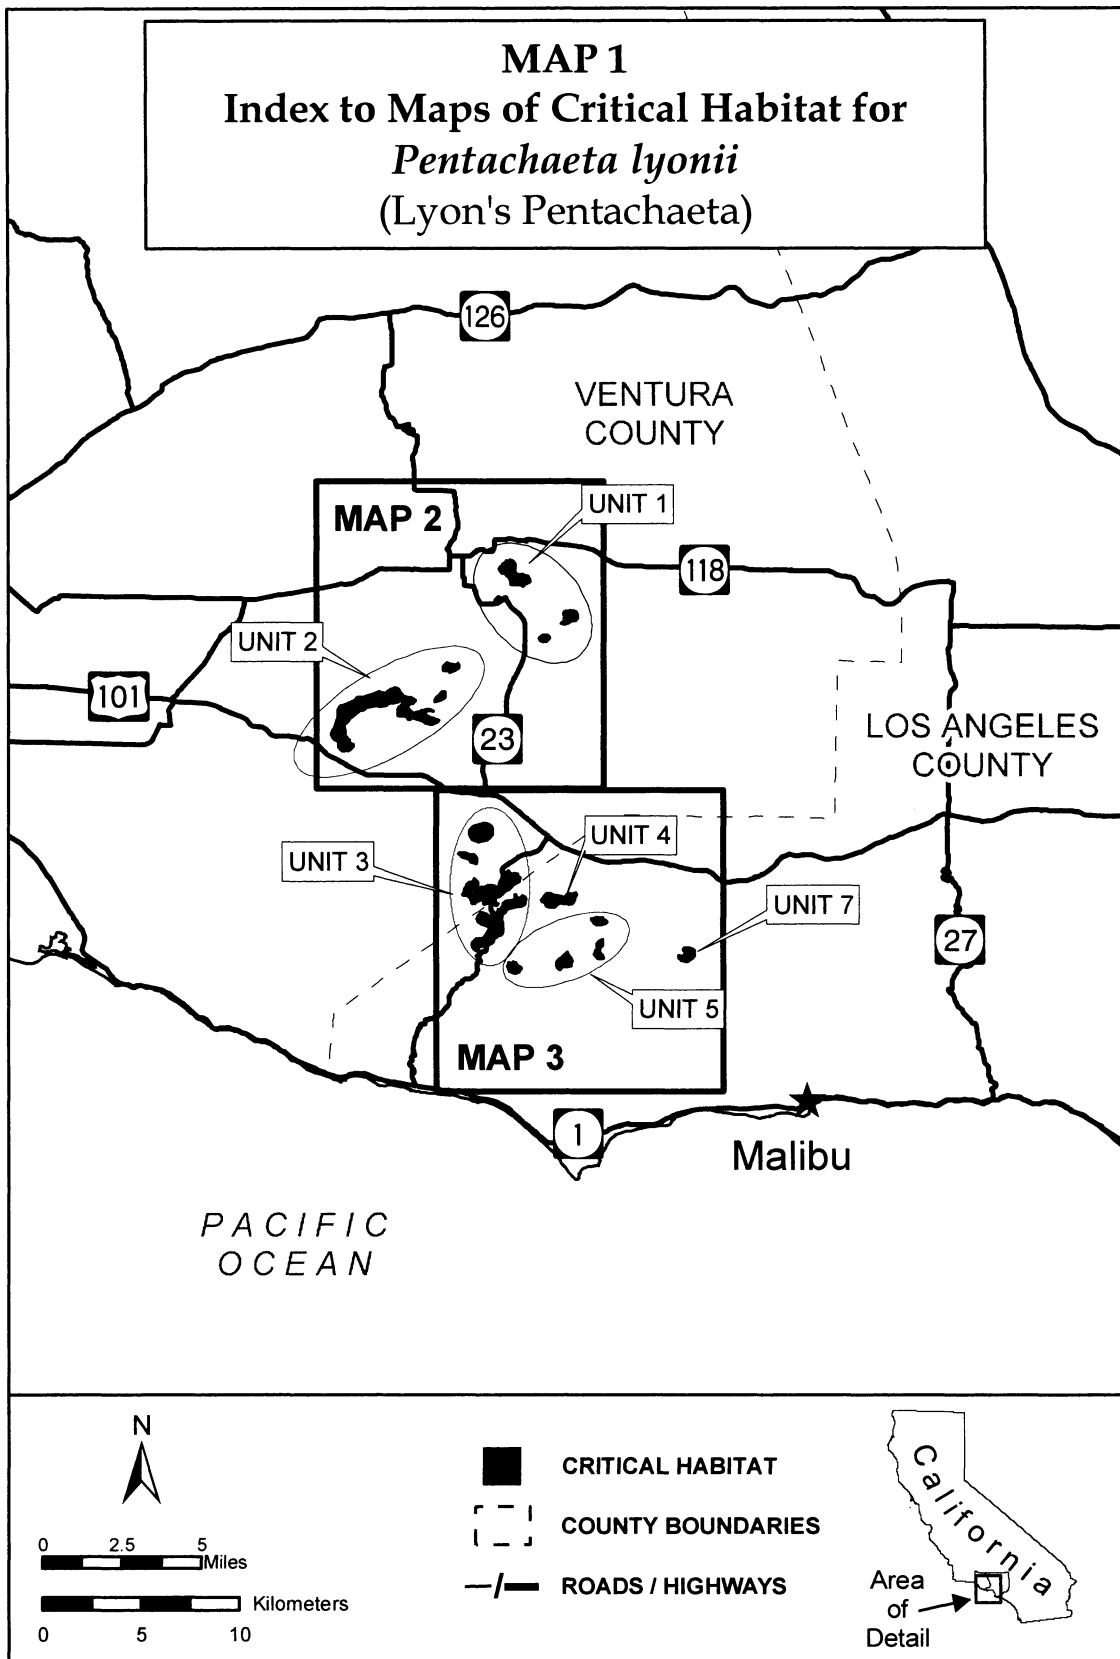 MAP 1
Index to Maps of Critical Habitat for
Pentachaeta lyonii
(Lyon's Pentachaeta)
126
VENTURA
COUNTY
UNIT 1
MAP 2
118
UNIT 2
101
23
LOS ANGELES
COUNTY
UNIT 4
UNIT 3
UNIT 7
27
UNIT 5
MAP 3
1
Malibu
PACIFIC
OCEAN
N
0 2.5 5
Miles
Kilometers
0 5 10
CRITICAL HABITAT
COUNTY BOUNDARIES
ROADS / HIGHWAYS
California
Area
of
Detail